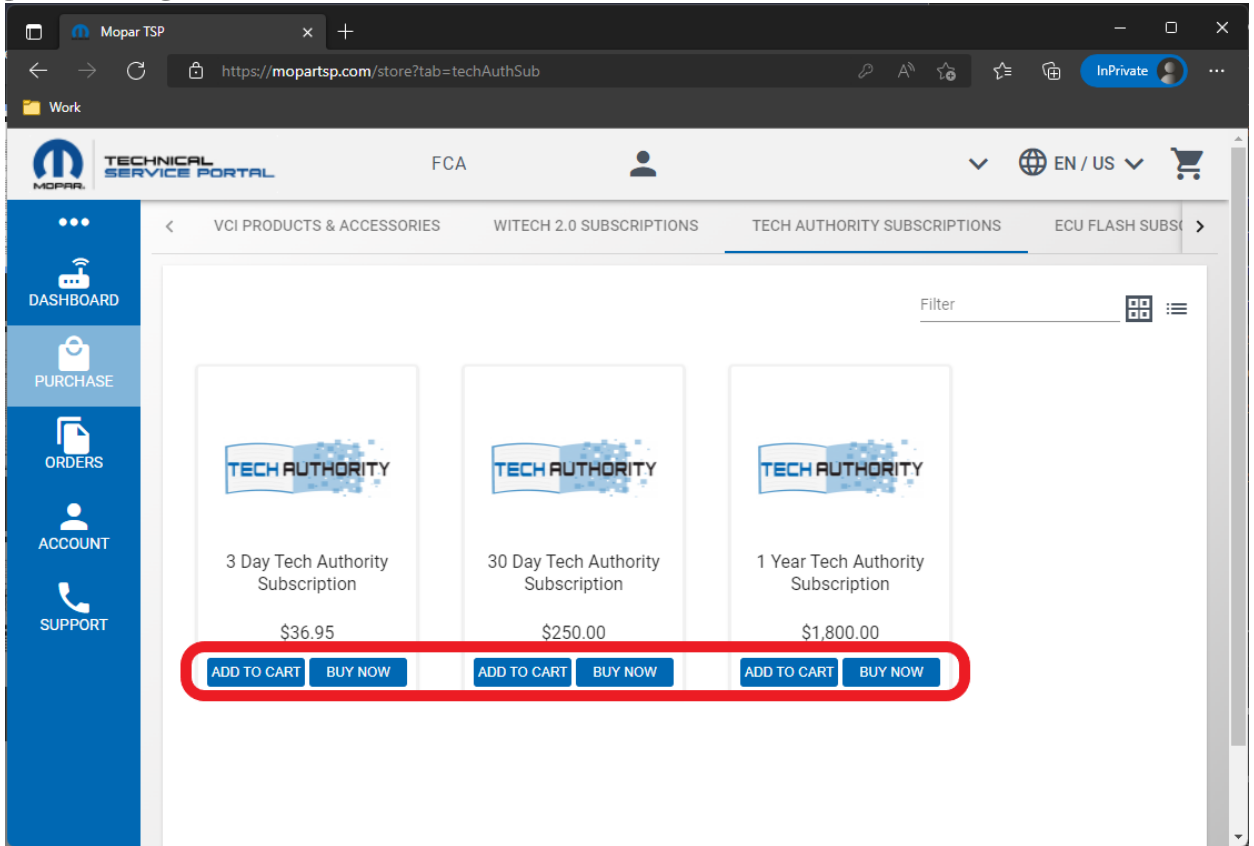 Mopar TSP
https://mopartsp.com/store?tab=techAuthSub
InPrivate
Work
MOPAR.
TECHNICAL
SERVICE PORTAL
FCA
EN / US
VCI PRODUCTS & ACCESSORIES
WITECH 2.0 SUBSCRIPTIONS
TECH AUTHORITY SUBSCRIPTIONS
ECU FLASH SUBS
DASHBOARD
PURCHASE
ORDERS
ACCOUNT
SUPPORT
Filter
TECH AUTHORITY
3 Day Tech Authority
Subscription
$36.95
ADD TO CART BUY NOW
TECH AUTHORITY
30 Day Tech Authority
Subscription
$250.00
ADD TO CART BUY NOW
TECH AUTHORITY
1 Year Tech Authority
Subscription
$1,800.00
ADD TO CART BUY NOW